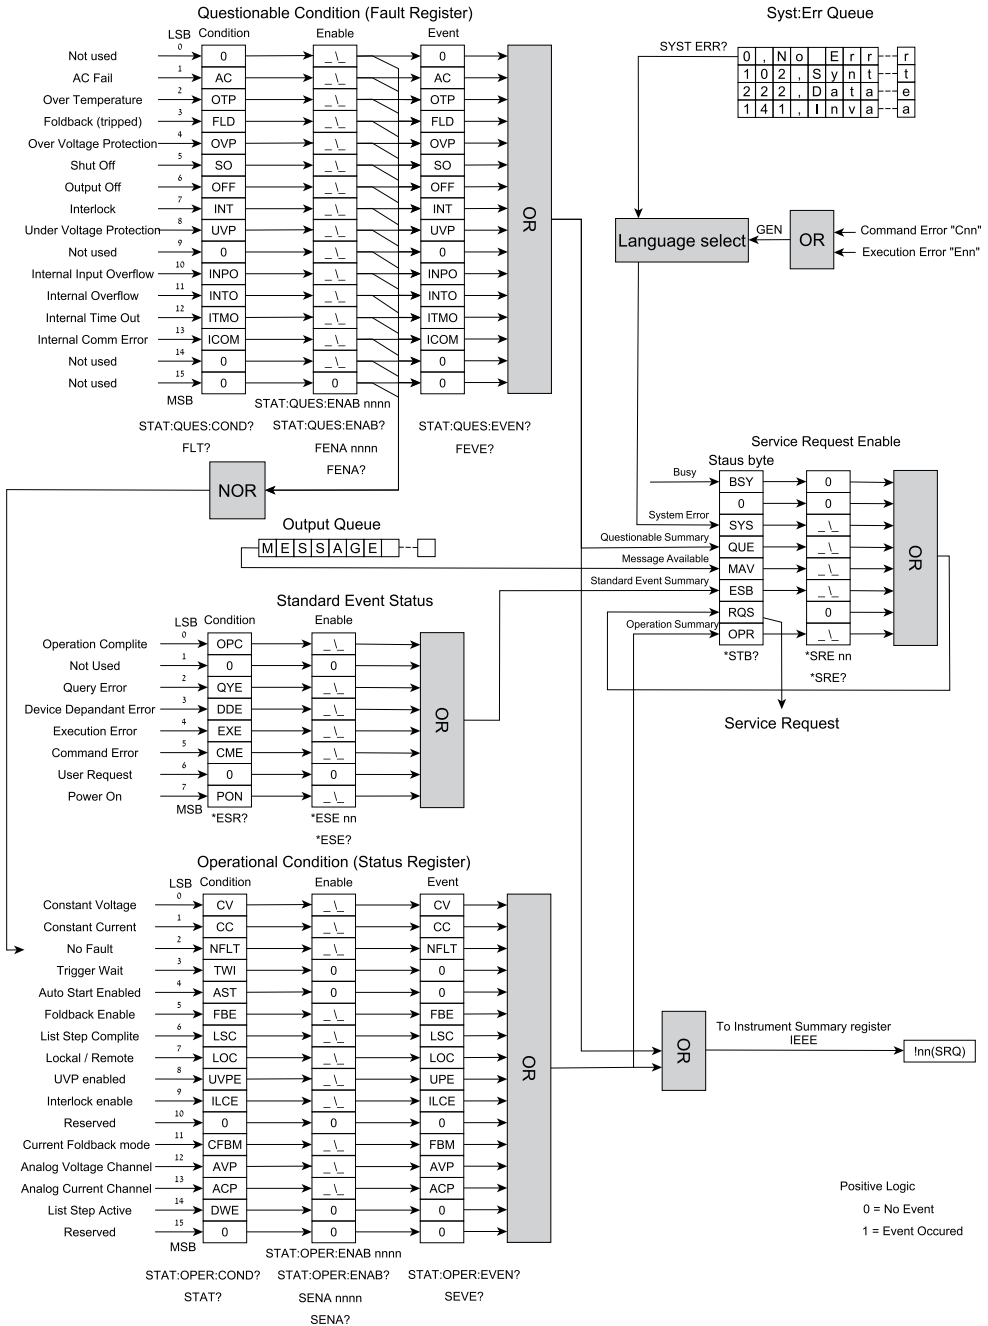 Questionable Condition (Fault Register)
LSB Condition Enable Event
Not used 0 0 _\_ 0
AC Fail 1 AC _\_ AC
Over Temperature 2 OTP _\_ OTP
Foldback (tripped) 3 FLD _\_ FLD
Over Voltage Protection 4 OVP _\_ OVP
Shut Off 5 SO _\_ SO
Output Off 6 OFF _\_ OFF
Interlock 7 INT _\_ INT
Under Voltage Protection 8 UVP _\_ UVP
Not used 9 0 _\_ 0
Internal Input Overflow 10 INPO _\_ INPO
Internal Overflow 11 INTO _\_ INTO
Internal Time Out 12 ITMO _\_ ITMO
Internal Comm Error 13 ICOM _\_ ICOM
Not used 14 0 _\_ 0
Not used 15 0 0 0
MSB
OR
STAT:QUES:ENAB nnnn
STAT:QUES:COND? STAT:QUES:ENAB? STAT:QUES:EVEN?
FLT? FENA nnnn FEVE?
FENA?
NOR
Syst:Err Queue
SYST ERR?
0 , N o E r r --- r
1 0 2 , S y n t --- t
2 2 2 , D a t a --- e
1 4 1 , I n v a --- a
Language select
GEN
OR
Command Error "Cnn"
Execution Error "Enn"
Service Request Enable
Staus byte
Busy BSY 0
0 0
System Error SYS _\_
Questionable Summary QUE _\_
Message Available MAV _\_
Standard Event Summary ESB _\_
RQS 0
Operation Summary OPR _\_
OR
*STB? *SRE nn
*SRE?
Service Request
Output Queue
M E S S A G E
Standard Event Status
LSB Condition Enable
Operation Complite 0 OPC _\_
Not Used 1 0 0
Query Error 2 QYE _\_
Device Depandant Error 3 DDE _\_
Execution Error 4 EXE _\_
Command Error 5 CME _\_
User Request 6 0 0
Power On 7 PON _\_
MSB
OR
*ESR? *ESE nn
*ESE?
Operational Condition (Status Register)
LSB Condition Enable Event
Constant Voltage 0 CV _\_ CV
Constant Current 1 CC _\_ CC
No Fault 2 NFLT _\_ NFLT
Trigger Wait 3 TWI 0 0
Auto Start Enabled 4 AST 0 0
Foldback Enable 5 FBE _\_ FBE
List Step Complite 6 LSC _\_ LSC
Lockal / Remote 7 LOC _\_ LOC
UVP enabled 8 UVPE _\_ UPE
Interlock enable 9 ILCE _\_ ILCE
Reserved 10 0 0 0
Current Foldback mode 11 CFBM _\_ FBM
Analog Voltage Channel 12 AVP _\_ AVP
Analog Current Channel 13 ACP _\_ ACP
List Step Active 14 DWE 0 0
Reserved 15 0 0 0
MSB
OR
STAT:OPER:ENAB nnnn
STAT:OPER:COND? STAT:OPER:ENAB? STAT:OPER:EVEN?
STAT? SENA nnnn SEVE?
SENA?
OR
To Instrument Summary register
IEEE
!nn(SRQ)
Positive Logic
0 = No Event
1 = Event Occured